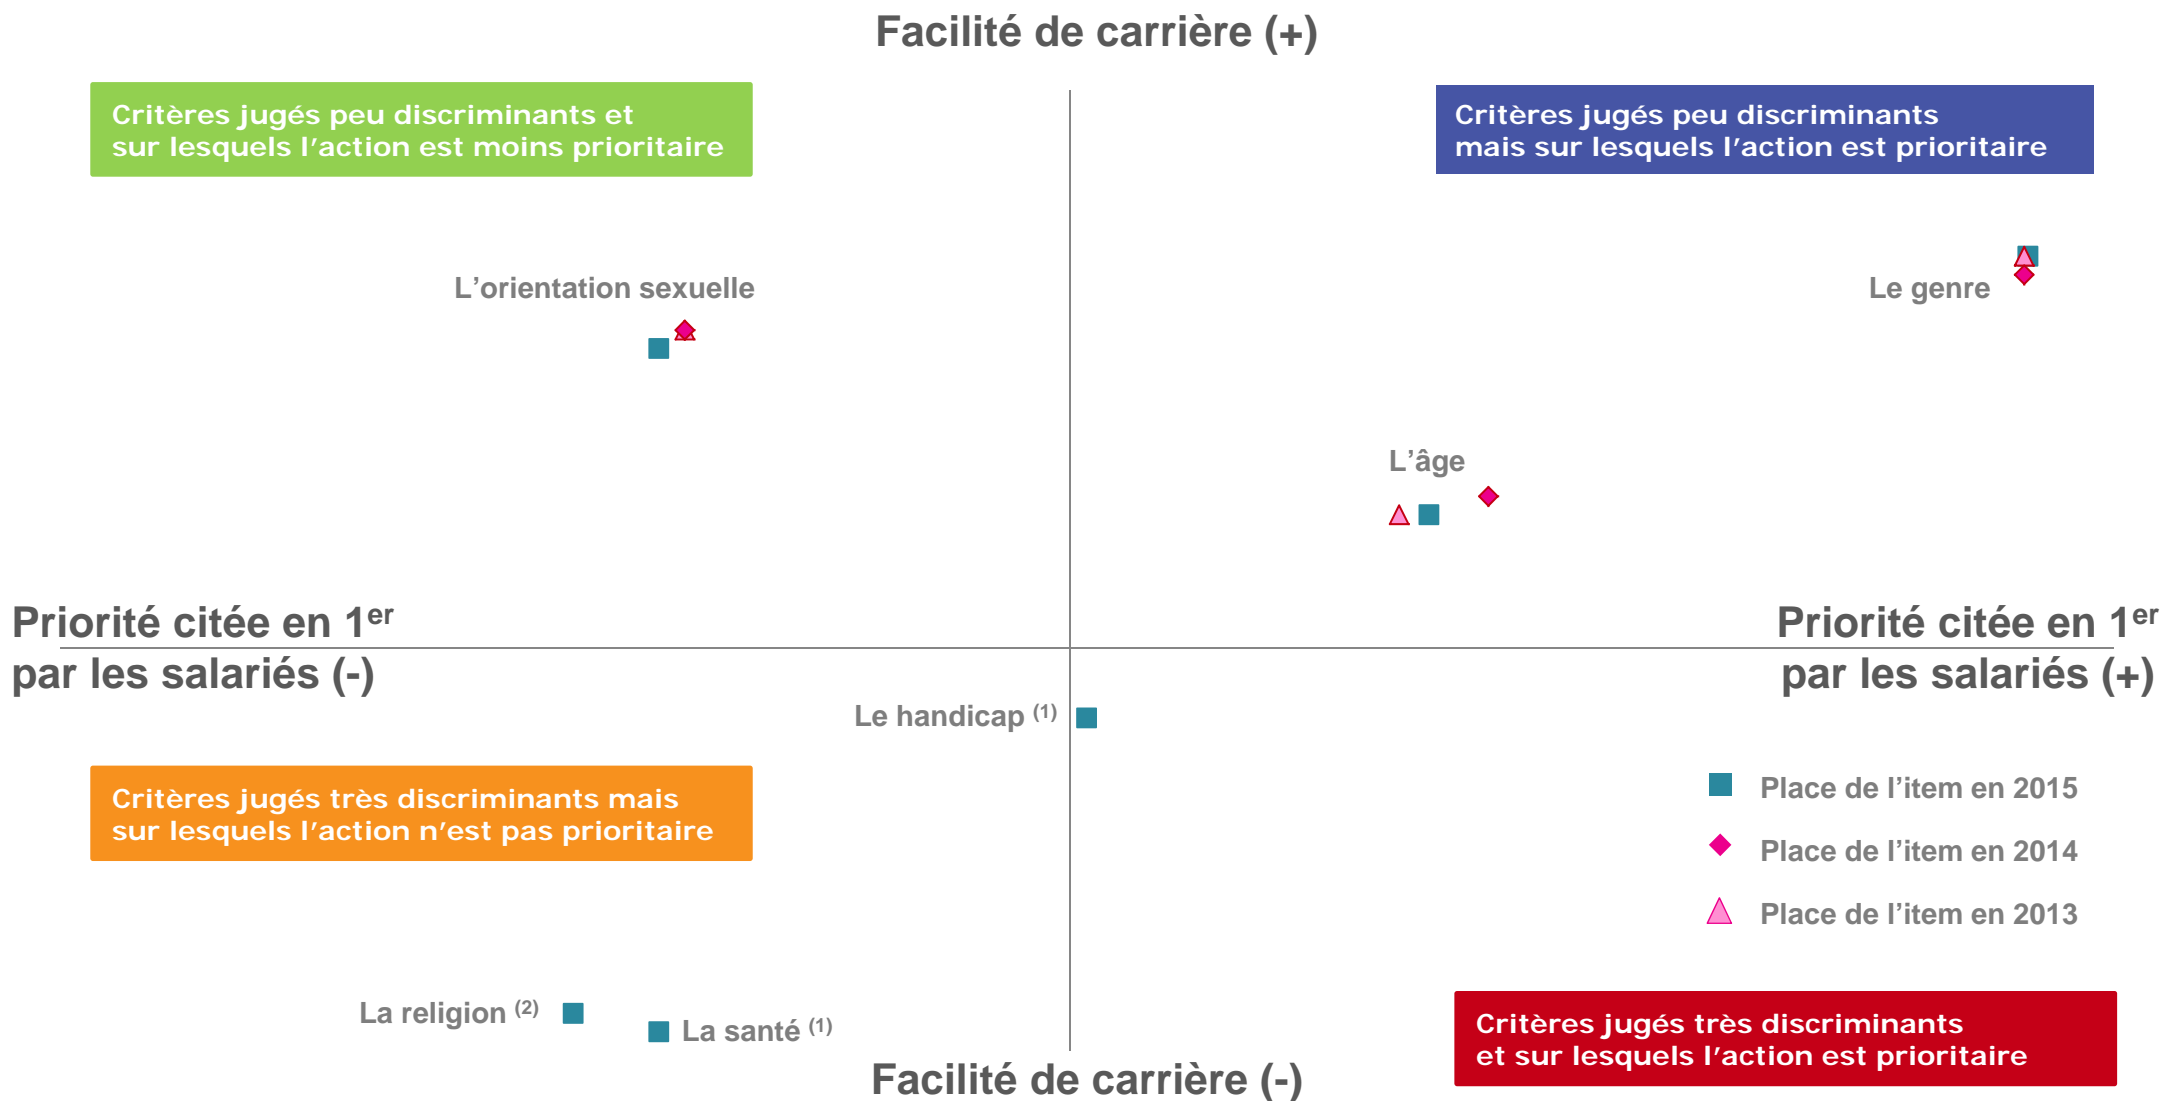 Facilité de carrière (+)
Critères jugés peu discriminants et
sur lesquels l'action est moins prioritaire
Critères jugés peu discriminants
mais sur lesquels l'action est prioritaire
L'orientation sexuelle
Le genre
L'âge
Priorité citée en 1er
par les salariés (-)
Priorité citée en 1er
par les salariés (+)
Le handicap (1)
Critères jugés très discriminants mais
sur lesquels l'action n'est pas prioritaire
Place de l'item en 2015
Place de l'item en 2014
Place de l'item en 2013
La religion (2)
La santé (1)
Critères jugés très discriminants
et sur lesquels l'action est prioritaire
Facilité de carrière (-)